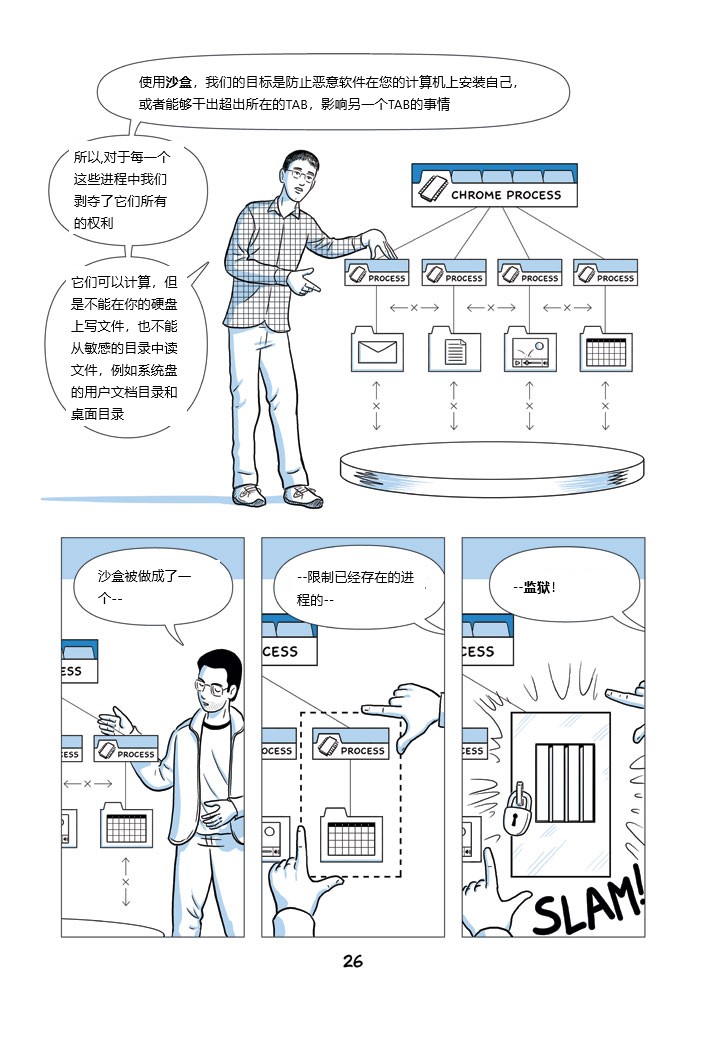 使用沙盒，我们的目标是防止恶意软件在您的计算机上安装自己，
或者能够干出超出所在的TAB，影响另一个TAB的事情
所以,对于每一个
这些进程中我们
剥夺了它们所有
的权利
它们可以计算，但
是不能在你的硬盘
上写文件，也不能
从敏感的目录中读
文件，例如系统盘
的用户文档目录和
桌面目录
CHROME PROCESS
PROCESS
PROCESS
PROCESS
PROCESS
沙盒被做成了一
个--
ESS
ESS
PROCESS
--限制已经存在的进
程的--
CESS
OCESS
PROCESS
--监狱！
CESS
OCESS
SLAM!
26